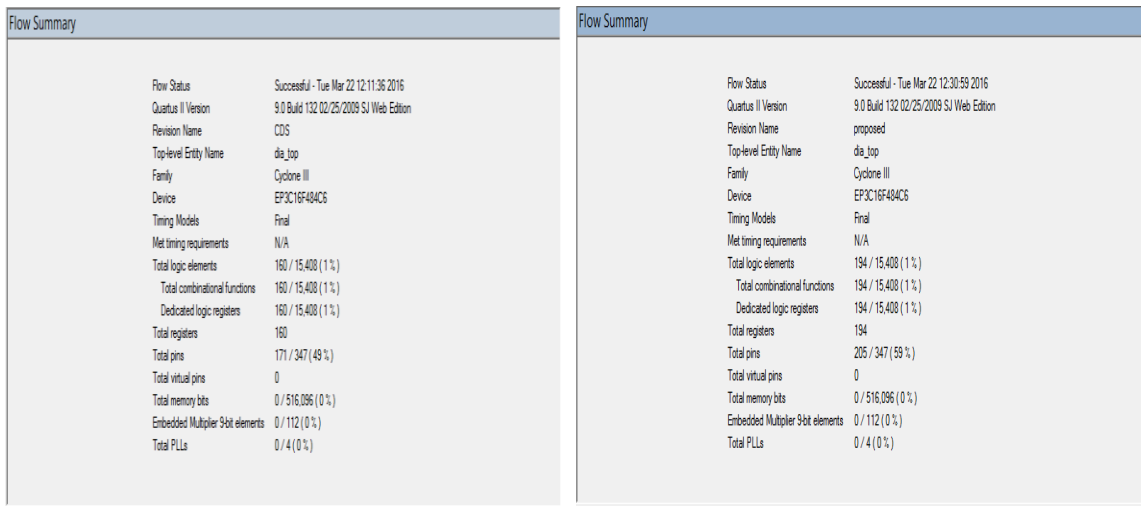 Flow Summary
Flow Status Successful - Tue Mar 22 12:11:36 2016
Quartus II Version 9.0 Build 132 02/25/2009 SJ Web Edition
Revision Name CDS
Top-level Entity Name dia_top
Family Cyclone III
Device EP3C16F484C6
Timing Models Final
Met timing requirements N/A
Total logic elements 160 / 15,408 ( 1 % )
Total combinational functions 160 / 15,408 ( 1 % )
Dedicated logic registers 160 / 15,408 ( 1 % )
Total registers 160
Total pins 171 / 347 ( 49 % )
Total virtual pins 0
Total memory bits 0 / 516,096 ( 0 % )
Embedded Multiplier 9-bit elements 0 / 112 ( 0 % )
Total PLLs 0 / 4 ( 0 % )
Flow Summary
Flow Status Successful - Tue Mar 22 12:30:59 2016
Quartus II Version 9.0 Build 132 02/25/2009 SJ Web Edition
Revision Name proposed
Top-level Entity Name dia_top
Family Cyclone III
Device EP3C16F484C6
Timing Models Final
Met timing requirements N/A
Total logic elements 194 / 15,408 ( 1 % )
Total combinational functions 194 / 15,408 ( 1 % )
Dedicated logic registers 194 / 15,408 ( 1 % )
Total registers 194
Total pins 205 / 347 ( 59 % )
Total virtual pins 0
Total memory bits 0 / 516,096 ( 0 % )
Embedded Multiplier 9-bit elements 0 / 112 ( 0 % )
Total PLLs 0 / 4 ( 0 % )